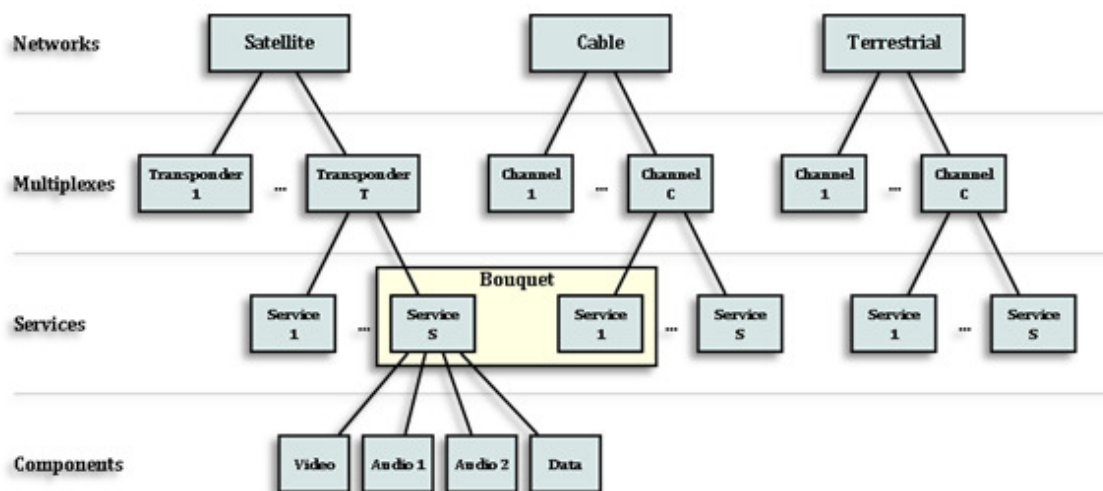 Networks
Satellite
Cable
Terrestrial
Multiplexes
Transponder
1
...
Transponder
T
Channel
1
...
Channel
C
Channel
1
...
Channel
C
Bouquet
Services
Service
1
...
Service
S
Service
1
...
Service
S
Service
1
...
Service
S
Components
Video
Audio 1
Audio 2
Data